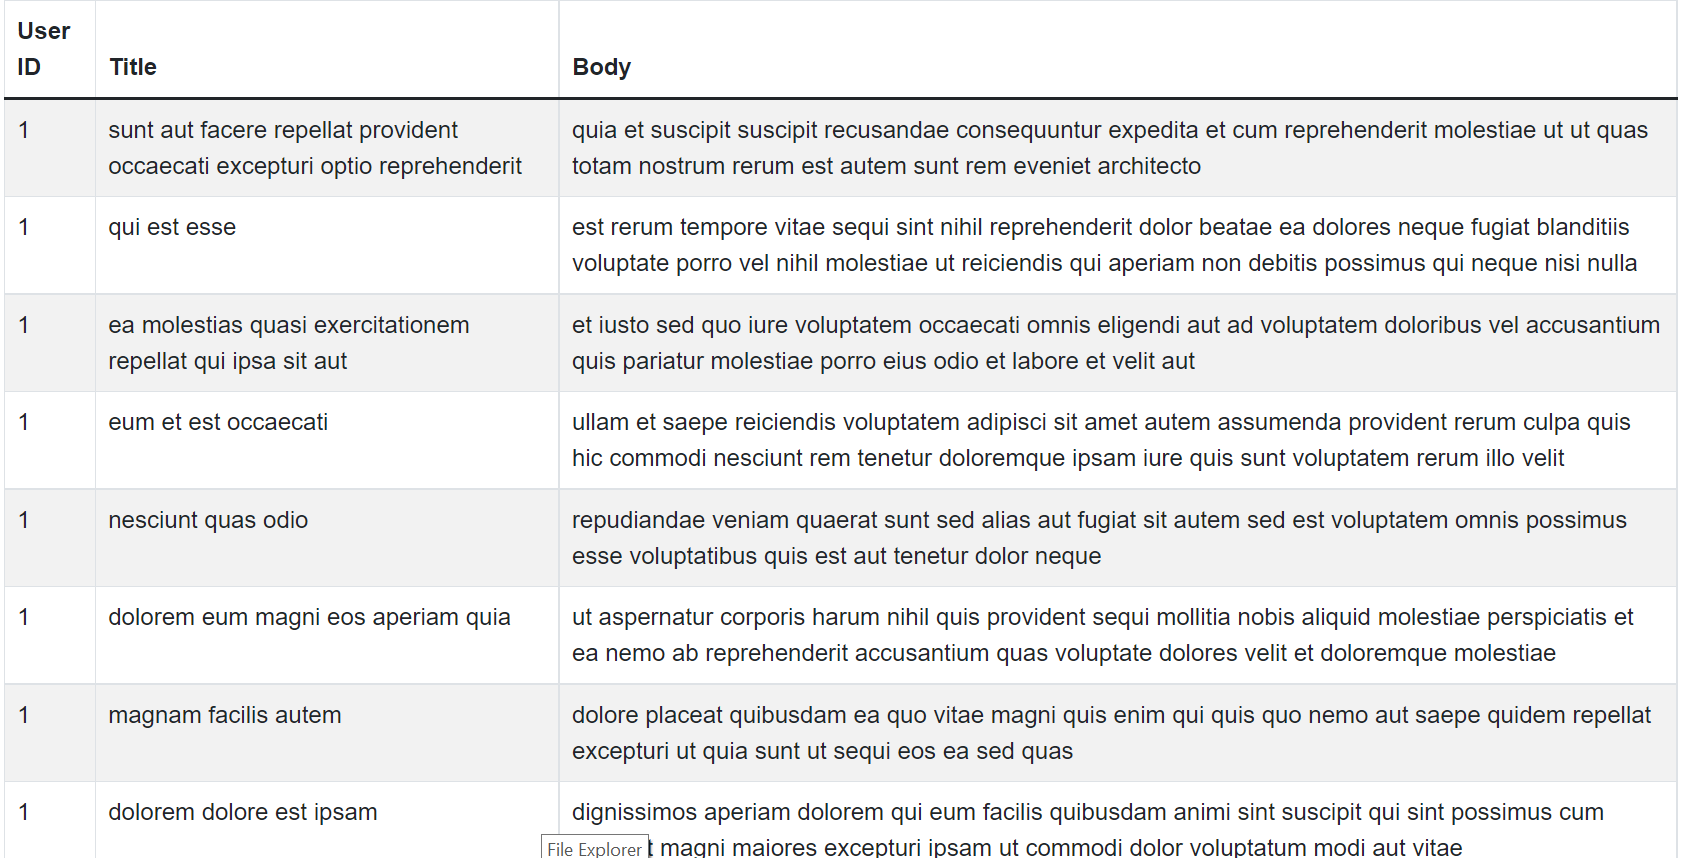 User
ID
Title
Body
1
sunt aut facere repellat provident
occaecati excepturi optio reprehenderit
quia et suscipit suscipit recusandae consequuntur expedita et cum reprehenderit molestiae ut ut quas
totam nostrum rerum est autem sunt rem eveniet architecto
1
qui est esse
est rerum tempore vitae sequi sint nihil reprehenderit dolor beatae ea dolores neque fugiat blanditiis
voluptate porro vel nihil molestiae ut reiciendis qui aperiam non debitis possimus qui neque nisi nulla
1
ea molestias quasi exercitationem
repellat qui ipsa sit aut
et iusto sed quo iure voluptatem occaecati omnis eligendi aut ad voluptatem doloribus vel accusantium
quis pariatur molestiae porro eius odio et labore et velit aut
1
eum et est occaecati
ullam et saepe reiciendis voluptatem adipisci sit amet autem assumenda provident rerum culpa quis
hic commodi nesciunt rem tenetur doloremque ipsam iure quis sunt voluptatem rerum illo velit
1
nesciunt quas odio
repudiandae veniam quaerat sunt sed alias aut fugiat sit autem sed est voluptatem omnis possimus
esse voluptatibus quis est aut tenetur dolor neque
1
dolorem eum magni eos aperiam quia
ut aspernatur corporis harum nihil quis provident sequi mollitia nobis aliquid molestiae perspiciatis et
ea nemo ab reprehenderit accusantium quas voluptate dolores velit et doloremque molestiae
1
magnam facilis autem
dolore placeat quibusdam ea quo vitae magni quis enim qui quis quo nemo aut saepe quidem repellat
excepturi ut quia sunt ut sequi eos ea sed quas
1
dolorem dolore est ipsam
dignissimos aperiam dolorem qui eum facilis quibusdam animi sint suscipit qui sint possimus cum
magni maiores excepturi ipsam ut commodi dolor voluptatum modi aut vitae
File Explorer